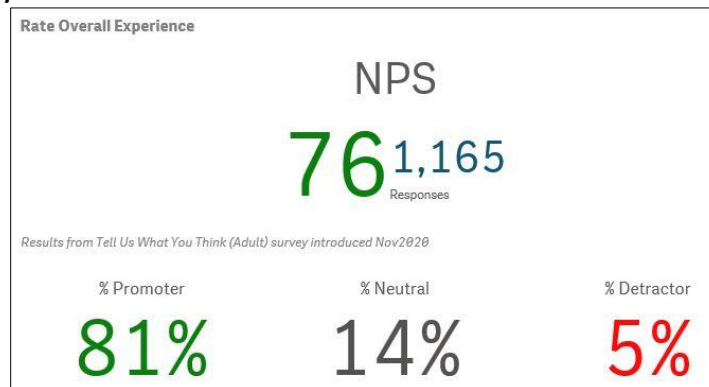 Rate Overall Experience
NPS
76 1,165
Responses
Results from Tell Us What You Think (Adult) survey introduced Nov2020
% Promoter % Neutral % Detractor
81% 14% 5%